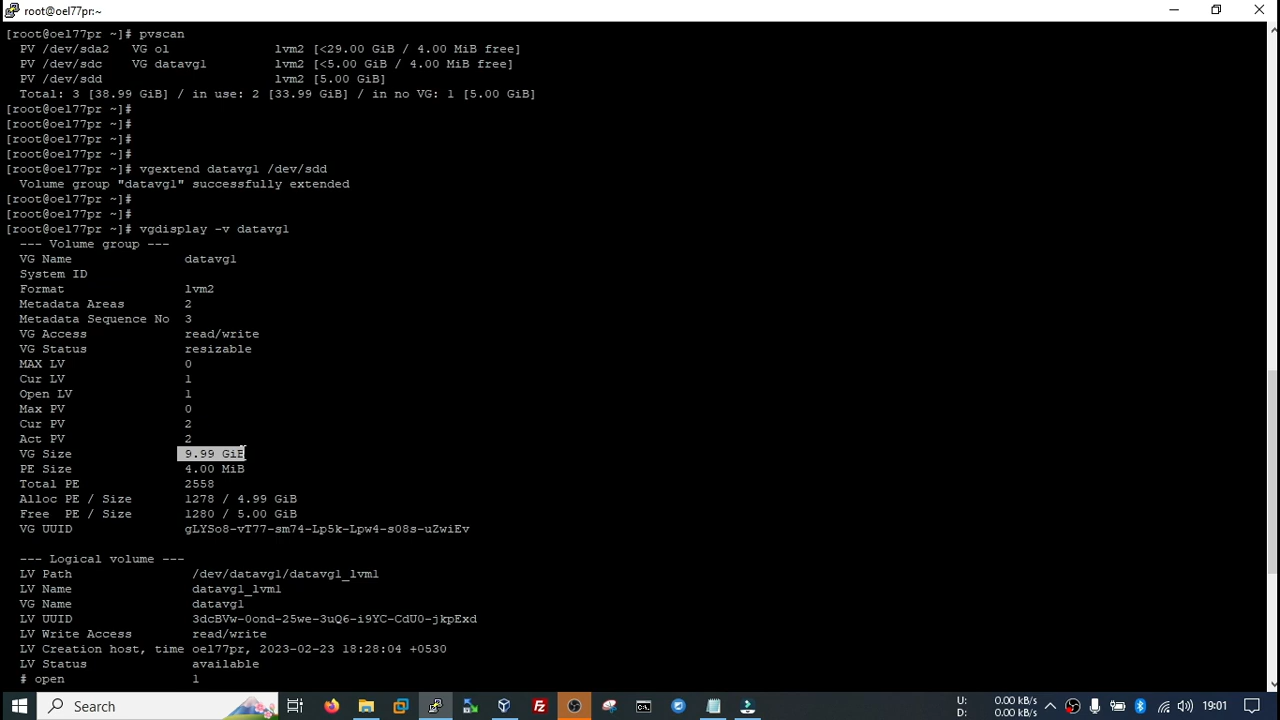 root@oel77pr:~
[root@oel77pr ~]# pvscan
  PV /dev/sda2   VG ol              lvm2 [<29.00 GiB / 4.00 MiB free]
  PV /dev/sdc    VG datavg1         lvm2 [<5.00 GiB / 4.00 MiB free]
  PV /dev/sdd                       lvm2 [5.00 GiB]
  Total: 3 [38.99 GiB] / in use: 2 [33.99 GiB] / in no VG: 1 [5.00 GiB]
[root@oel77pr ~]#
[root@oel77pr ~]#
[root@oel77pr ~]#
[root@oel77pr ~]#
[root@oel77pr ~]# vgextend datavg1 /dev/sdd
  Volume group "datavg1" successfully extended
[root@oel77pr ~]#
[root@oel77pr ~]#
[root@oel77pr ~]# vgdisplay -v datavg1
  --- Volume group ---
  VG Name               datavg1
  System ID
  Format                lvm2
  Metadata Areas        2
  Metadata Sequence No  3
  VG Access             read/write
  VG Status             resizable
  MAX LV                0
  Cur LV                1
  Open LV               1
  Max PV                0
  Cur PV                2
  Act PV                2
  VG Size               9.99 GiB
  PE Size               4.00 MiB
  Total PE              2558
  Alloc PE / Size       1278 / 4.99 GiB
  Free  PE / Size       1280 / 5.00 GiB
  VG UUID               gLYSo8-vT77-sm74-Lp5k-Lpw4-s08s-uZwiEv
  --- Logical volume ---
  LV Path                /dev/datavg1/datavg1_lvm1
  LV Name                datavg1_lvm1
  VG Name                datavg1
  LV UUID                3dcBVw-0ond-25we-3uQ6-i9YC-CdU0-jkpExd
  LV Write Access        read/write
  LV Creation host, time oel77pr, 2023-02-23 18:28:04 +0530
  LV Status              available
  # open                 1
Search
U: 0.00 kB/s
D: 0.00 kB/s
19:01